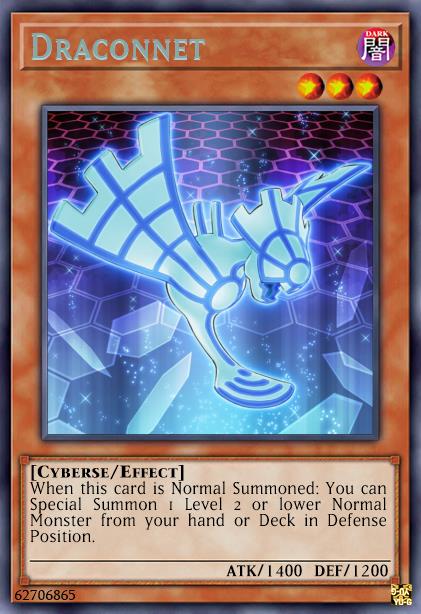 Draconnet
DARK
闇
[Cyberse/Effect]
When this card is Normal Summoned: You can
Special Summon 1 Level 2 or lower Normal
Monster from your hand or Deck in Defense
Position.
ATK/1400 DEF/1200
62706865